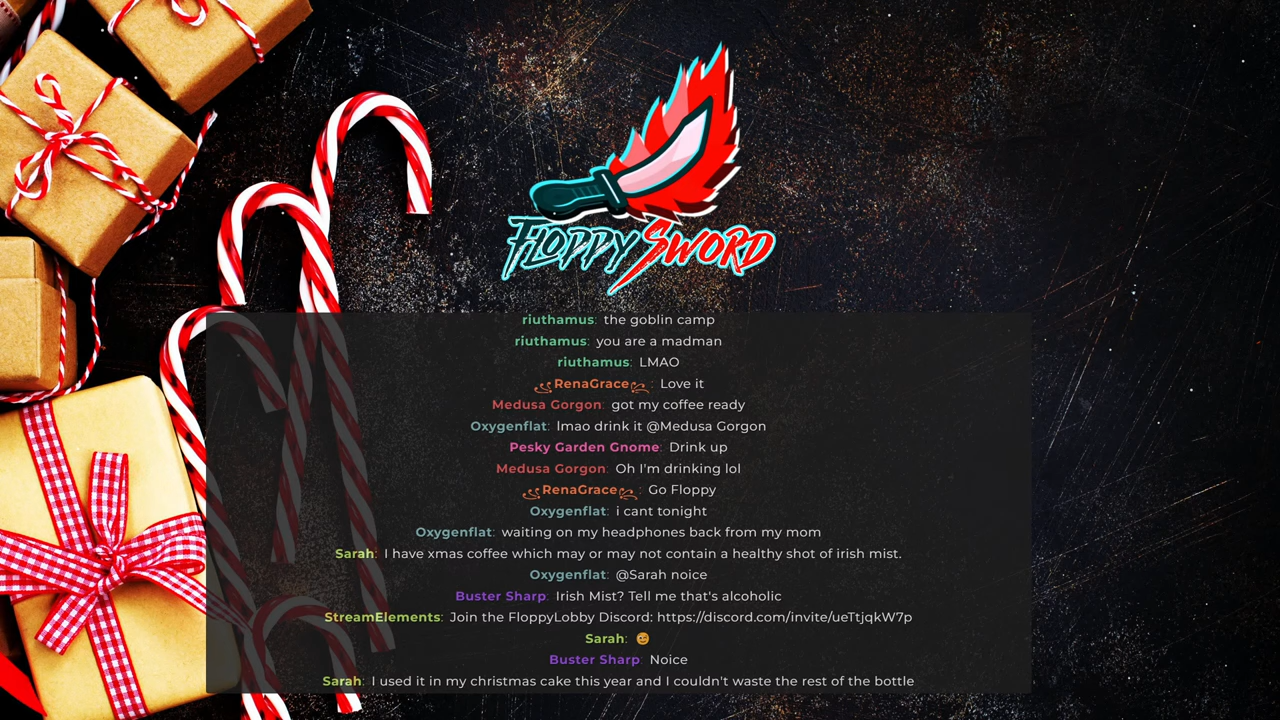 FLOPPY SWORD
riuthamus: the goblin camp
riuthamus: you are a madman
riuthamus: LMAO
RenaGrace: Love it
Medusa Gorgon: got my coffee ready
Oxygenflat: lmao drink it @Medusa Gorgon
Pesky Garden Gnome: Drink up
Medusa Gorgon: Oh I'm drinking lol
RenaGrace: Go Floppy
Oxygenflat: i cant tonight
Oxygenflat: waiting on my headphones back from my mom
Sarah: I have xmas coffee which may or may not contain a healthy shot of irish mist.
Oxygenflat: @Sarah noice
Buster Sharp: Irish Mist? Tell me that's alcoholic
StreamElements: Join the FloppyLobby Discord: https://discord.com/invite/ueTtjqkW7p
Sarah: 😉
Buster Sharp: Noice
Sarah: I used it in my christmas cake this year and I couldn't waste the rest of the bottle